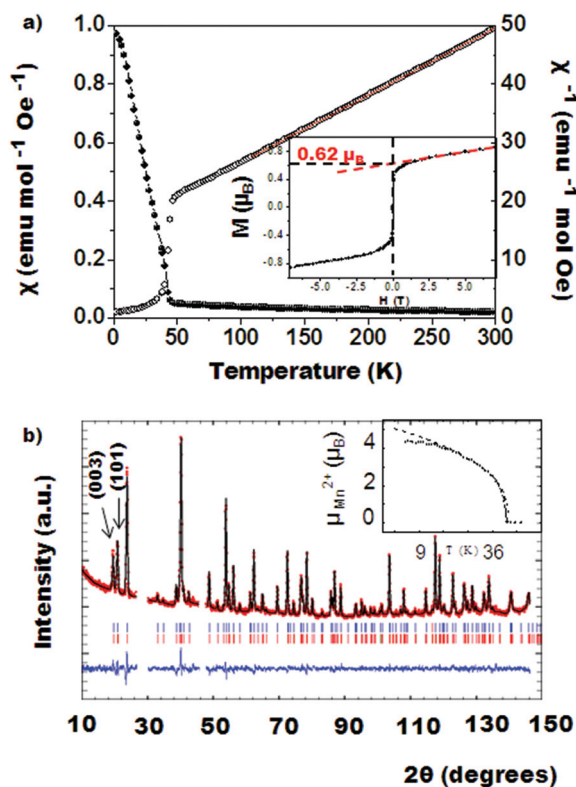 a)
χ (emu mol -1 Oe -1)
1.0
0.8
0.6
0.4
0.2
0.0
χ -1 (emu -1 mol Oe)
50
40
30
20
10
0
0 50 100 150 200 250 300
Temperature (K)
0.62 μB
M (μB)
0.8
0.4
0.0
-0.4
-0.8
-5.0 -2.5 0.0 2.5 5.0
H (T)
b)
Intensity (a.u.)
(003)
(101)
μMn2+ (μB)
4
2
0
9 T (K) 36
10 30 50 70 90 110 130 150
2θ (degrees)